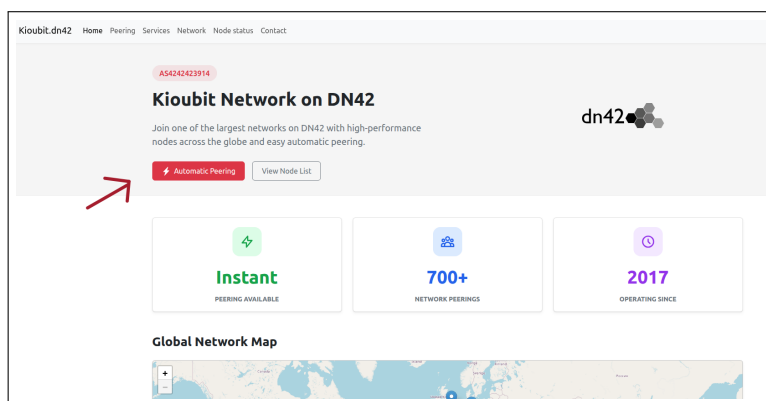 Kioubit.dn42 Home Peering Services Network Node status Contact
AS4242423914
Kioubit Network on DN42
Join one of the largest networks on DN42 with high-performance
nodes across the globe and easy automatic peering.
dn42
Automatic Peering View Node List
Instant 700+ 2017
PEERING AVAILABLE NETWORK PEERINGS OPERATING SINCE
Global Network Map
+
−